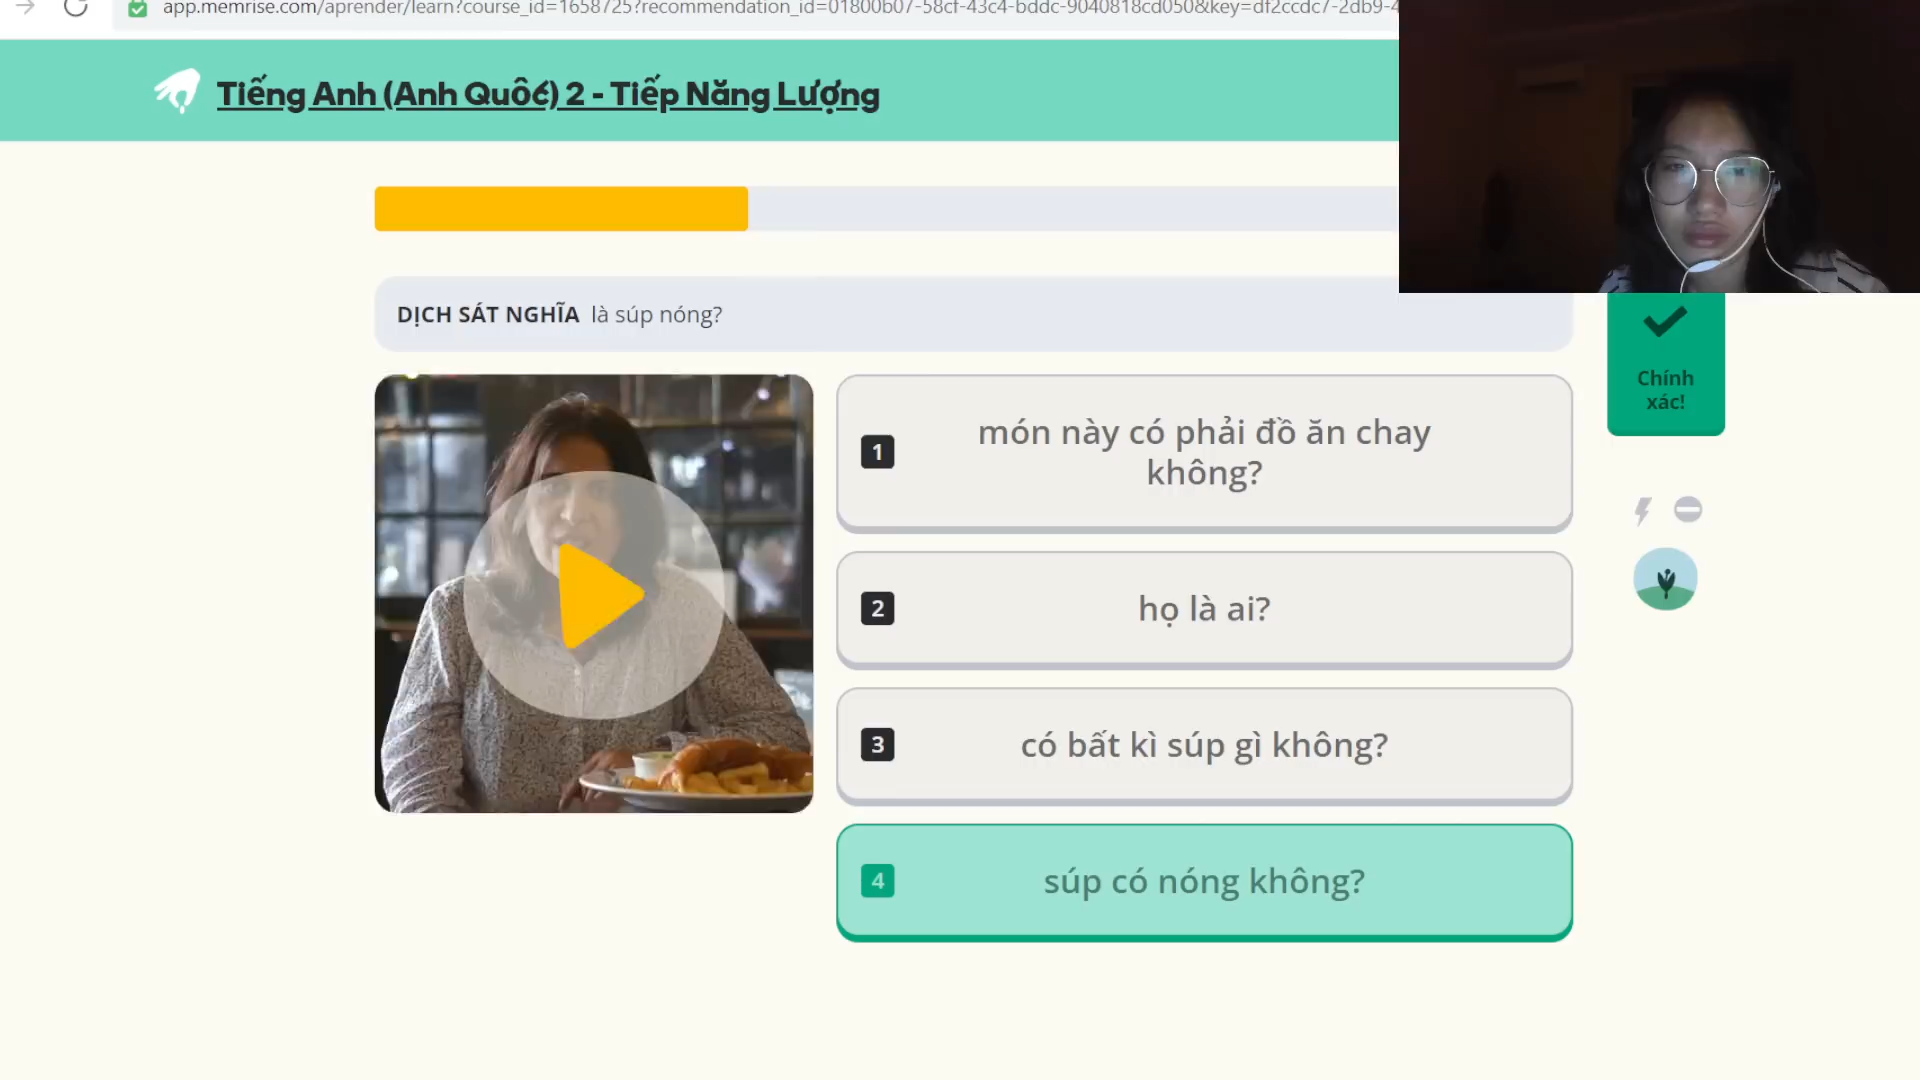 app.memrise.com/aprender/learn?course_id=1658725?recommendation_id=01800b07-58cf-43c4-bddc-9040818cd050&key=df2ccdc7-2db9-4
Tiếng Anh (Anh Quốc) 2 - Tiếp Năng Lượng
DỊCH SÁT NGHĨA là súp nóng?
Chính
xác!
1 món này có phải đồ ăn chay
không?
2 họ là ai?
3 có bất kì súp gì không?
4 súp có nóng không?